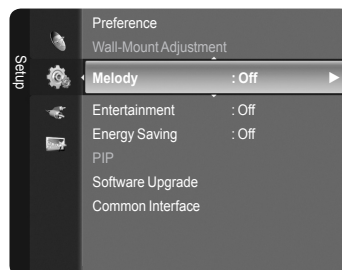 Setup
Preference
Wall-Mount Adjustment
Melody : Off
Entertainment : Off
Energy Saving : Off
PIP
Software Upgrade
Common Interface